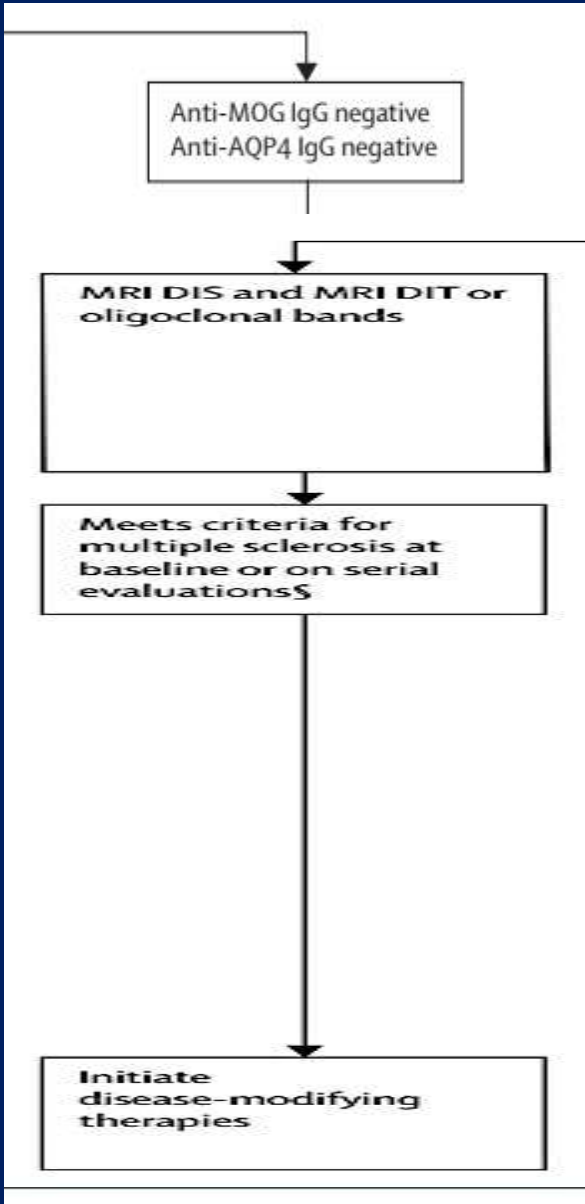 Anti-MOG IgG negative
Anti-AQP4 IgG negative
MRI DIS and MRI DIT or
oligoclonal bands
Meets criteria for
multiple sclerosis at
baseline or on serial
evaluations§
Initiate
disease-modifying
therapies